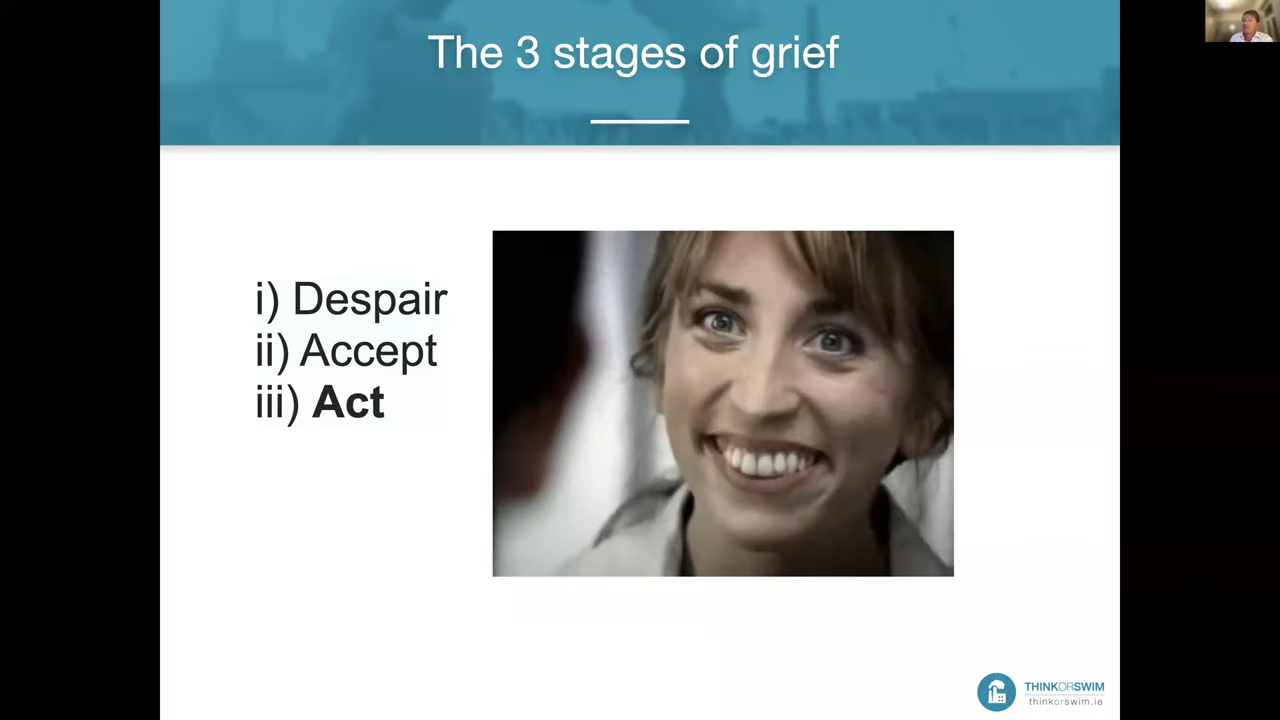 The 3 stages of grief
i) Despair
ii) Accept
iii) Act
THINKORSWIM
thinkorswim.ie